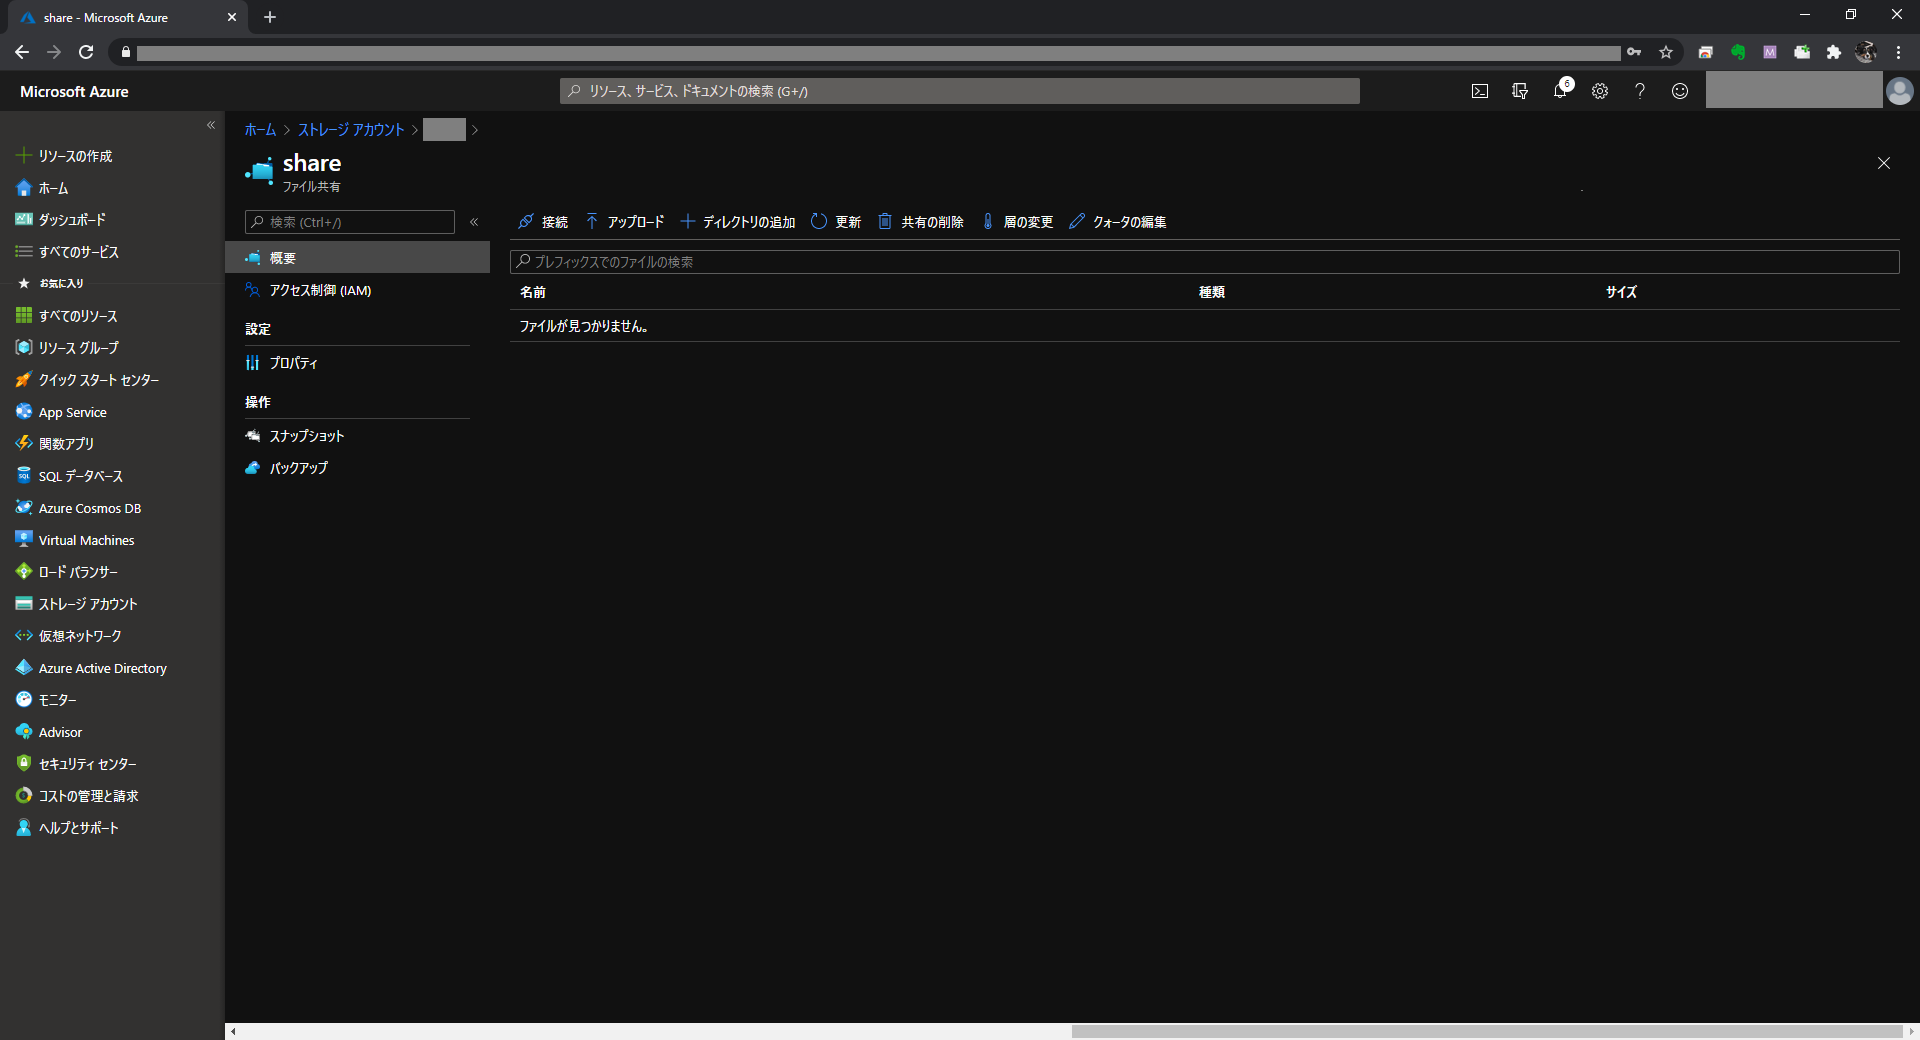 share - Microsoft Azure
Microsoft Azure
リソース、サービス、ドキュメントの検索 (G+/)
6
リソースの作成
ホーム
ダッシュボード
すべてのサービス
お気に入り
すべてのリソース
リソース グループ
クイック スタート センター
App Service
関数アプリ
SQL データベース
Azure Cosmos DB
Virtual Machines
ロード バランサー
ストレージ アカウント
仮想ネットワーク
Azure Active Directory
モニター
Advisor
セキュリティ センター
コストの管理と請求
ヘルプとサポート
ホーム > ストレージ アカウント > >
share
ファイル共有
検索 (Ctrl+/)
概要
アクセス制御 (IAM)
設定
プロパティ
操作
スナップショット
バックアップ
接続 アップロード ディレクトリの追加 更新 共有の削除 層の変更 クォータの編集
プレフィックスでのファイルの検索
名前 種類 サイズ
ファイルが見つかりません。